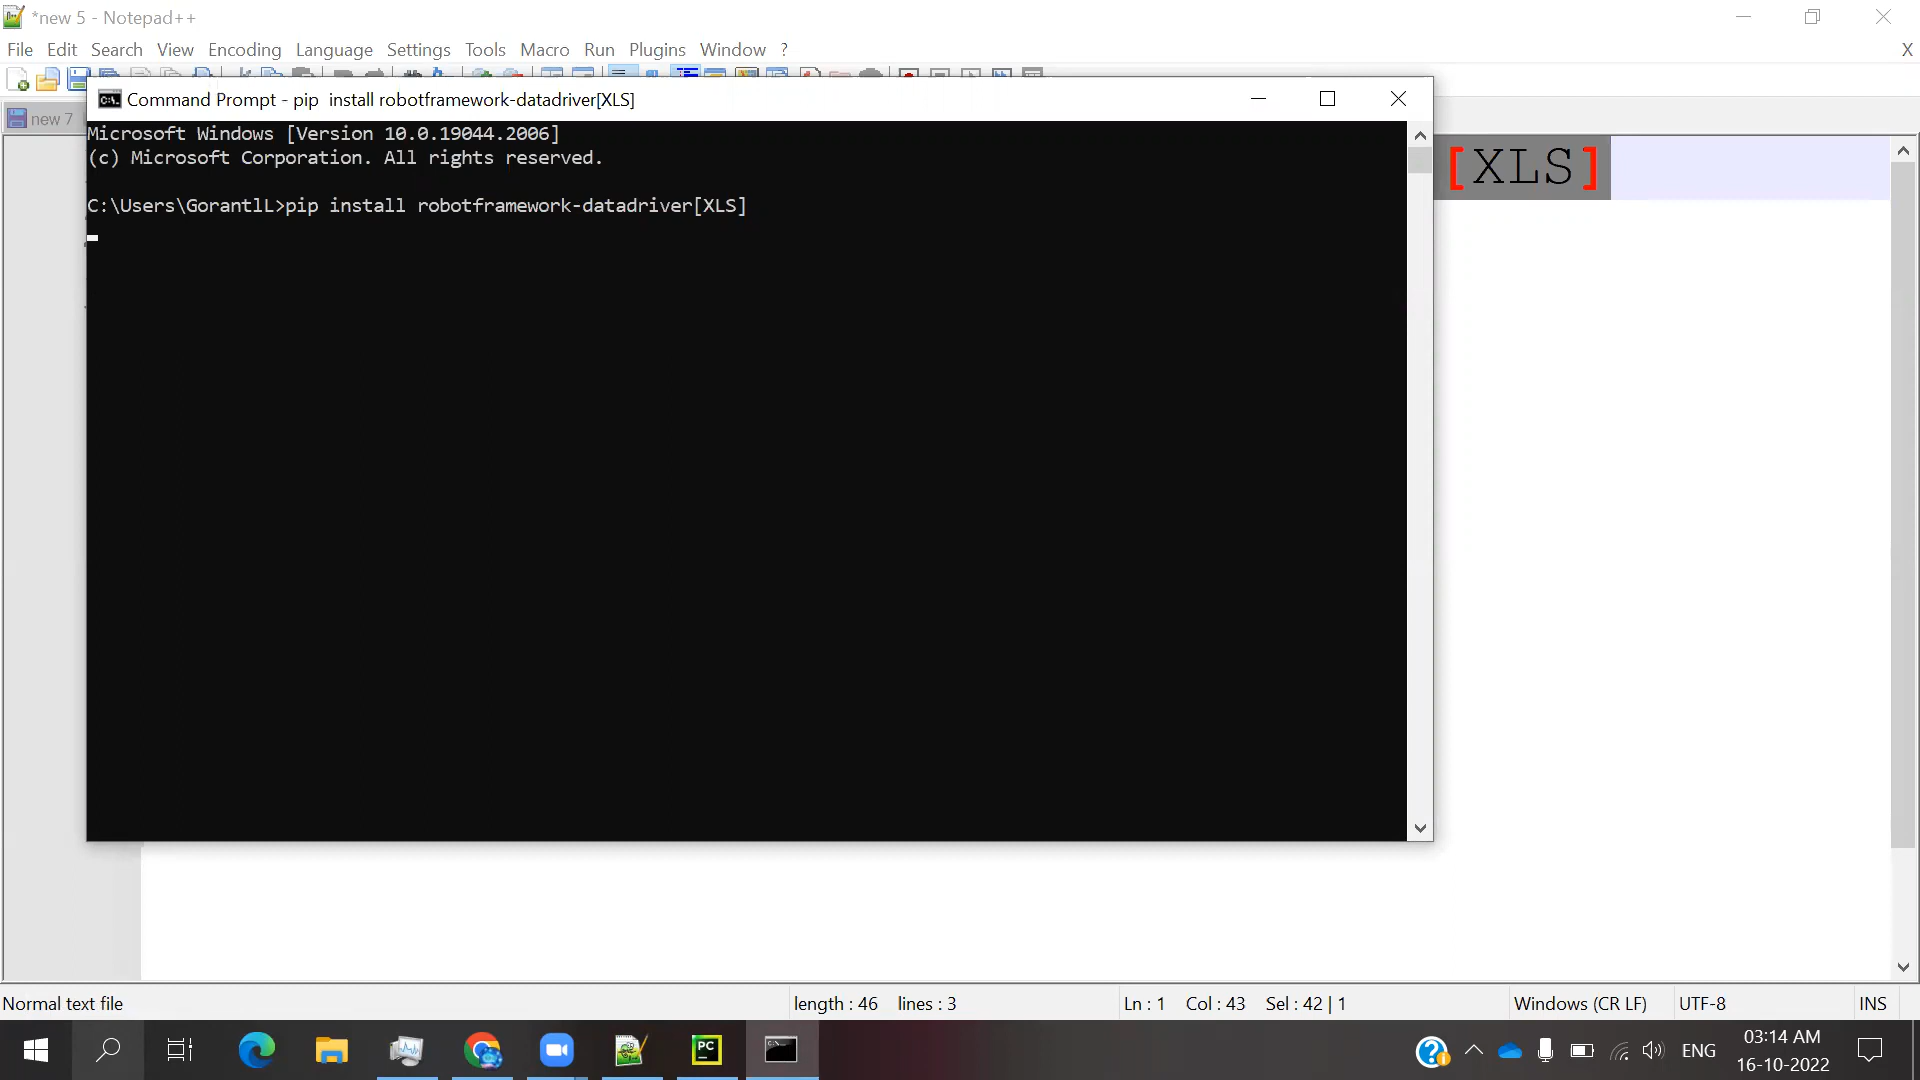 *new 5 - Notepad++
File Edit Search View Encoding Language Settings Tools Macro Run Plugins Window ? X
Command Prompt - pip  install robotframework-datadriver[XLS]
new 7
Microsoft Windows [Version 10.0.19044.2006]
(c) Microsoft Corporation. All rights reserved.
[XLS]
C:\Users\GorantlL>pip install robotframework-datadriver[XLS]
Normal text file length : 46 lines : 3 Ln : 1 Col : 43 Sel : 42 | 1 Windows (CR LF) UTF-8 INS
PC
ENG
03:14 AM
16-10-2022